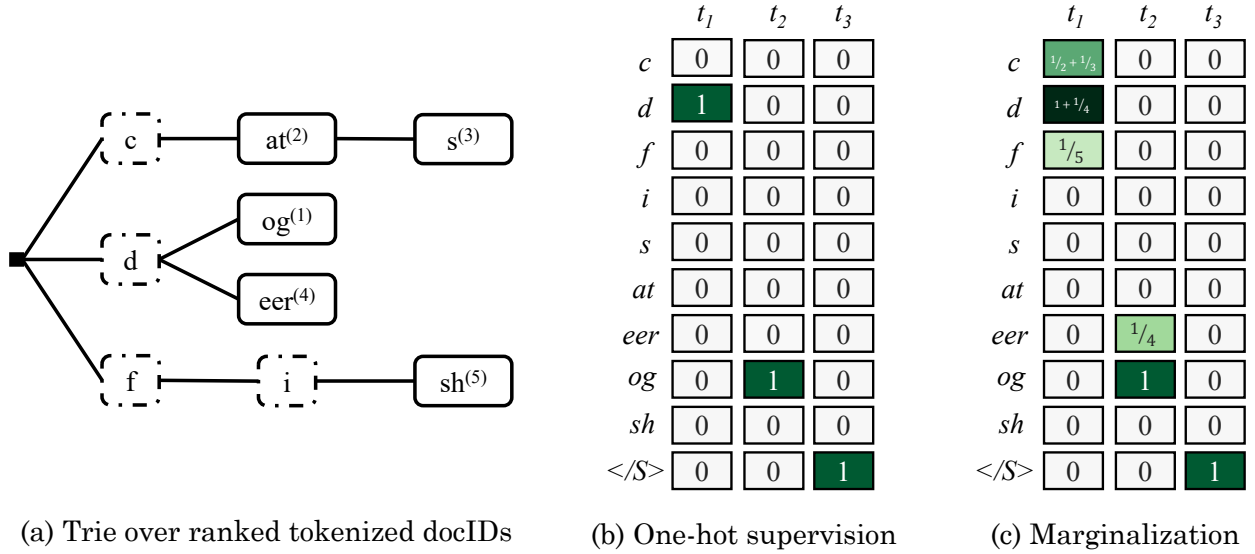 t₁ t₂ t₃
c 0 0 0
d 1 0 0
f 0 0 0
i 0 0 0
s 0 0 0
at 0 0 0
eer 0 0 0
og 0 1 0
sh 0 0 0
</S> 0 0 1
t₁ t₂ t₃
c 1/2 + 1/3 0 0
d 1 + 1/4 0 0
f 1/5 0 0
i 0 0 0
s 0 0 0
at 0 0 0
eer 0 1/4 0
og 0 1 0
sh 0 0 0
</S> 0 0 1
c at⁽²⁾ s⁽³⁾
og⁽¹⁾
d
eer⁽⁴⁾
f i sh⁽⁵⁾
(a) Trie over ranked tokenized docIDs
(b) One-hot supervision
(c) Marginalization